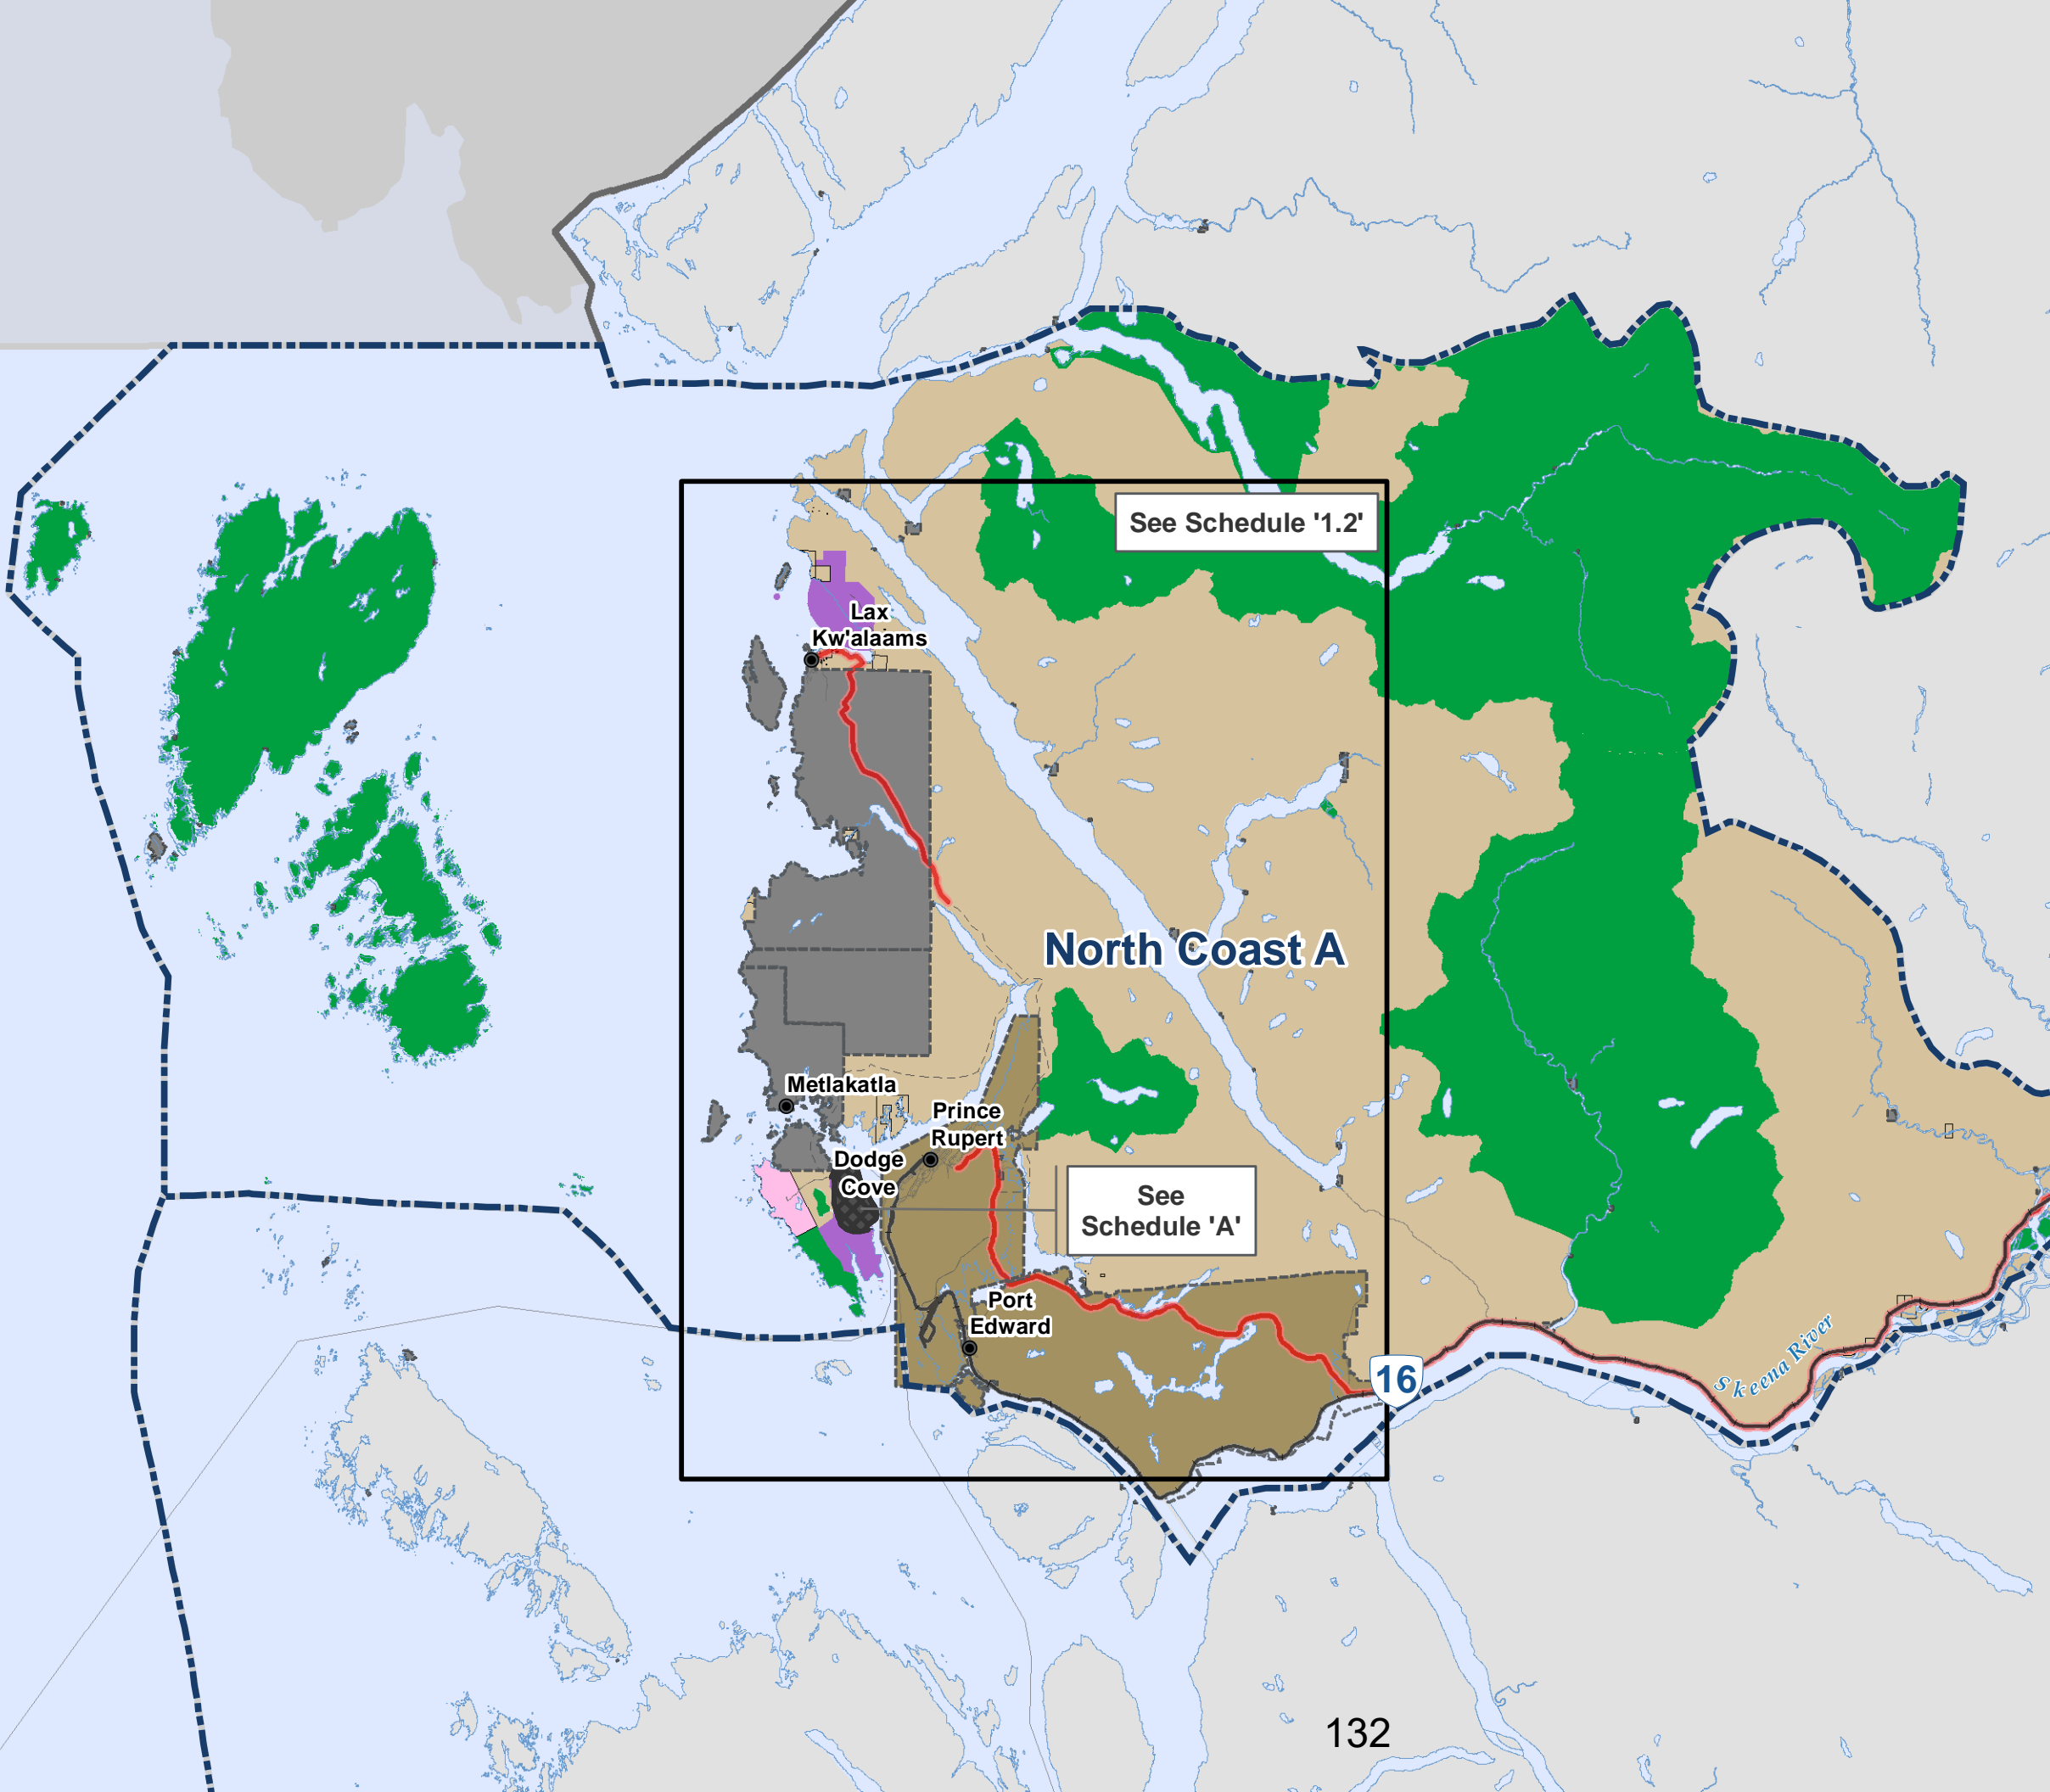 See Schedule '1.2'
Lax
Kw'alaams
North Coast A
Metlakatla
Prince
Rupert
Dodge
Cove
See
Schedule 'A'
Port
Edward
16
Skeena River
132